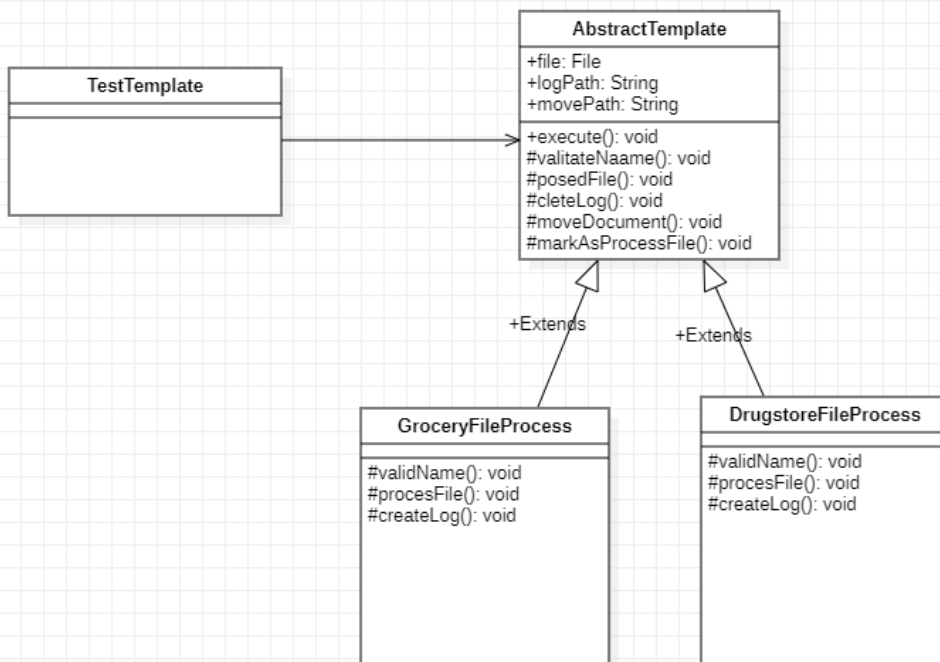 TestTemplate
AbstractTemplate
+file: File
+logPath: String
+movePath: String
+execute(): void
#valitateNaame(): void
#posedFile(): void
#cleteLog(): void
#moveDocument(): void
#markAsProcessFile(): void
+Extends
+Extends
GroceryFileProcess
#validName(): void
#procesFile(): void
#createLog(): void
DrugstoreFileProcess
#validName(): void
#procesFile(): void
#createLog(): void